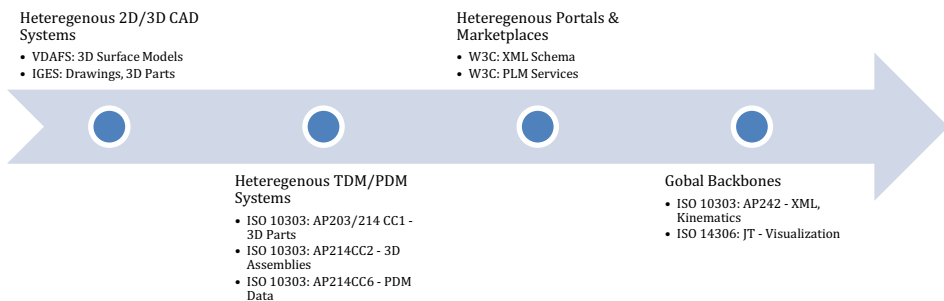 Heteregenous 2D/3D CAD
Systems
• VDAFS: 3D Surface Models
• IGES: Drawings, 3D Parts
Heteregenous TDM/PDM
Systems
• ISO 10303: AP203/214 CC1 -
3D Parts
• ISO 10303: AP214CC2 - 3D
Assemblies
• ISO 10303: AP214CC6 - PDM
Data
Heteregenous Portals &
Marketplaces
• W3C: XML Schema
• W3C: PLM Services
Gobal Backbones
• ISO 10303: AP242 - XML,
Kinematics
• ISO 14306: JT - Visualization